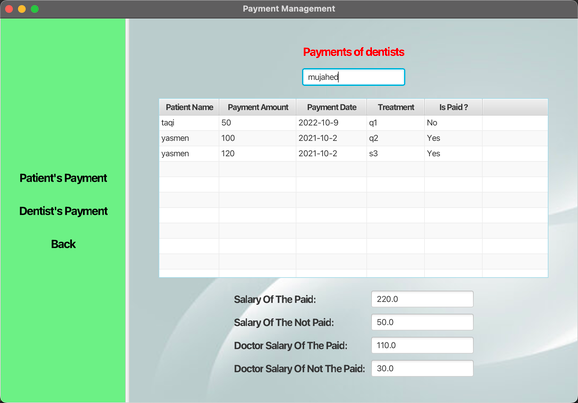 Payment Management
Payments of dentists
mujahed
Patient Name Payment Amount Payment Date Treatment Is Paid ?
taqi 50 2022-10-9 q1 No
yasmen 100 2021-10-2 q2 Yes
yasmen 120 2021-10-2 s3 Yes
Patient's Payment
Dentist's Payment
Back
Salary Of The Paid: 220.0
Salary Of The Not Paid: 50.0
Doctor Salary Of The Paid: 110.0
Doctor Salary Of Not The Paid: 30.0